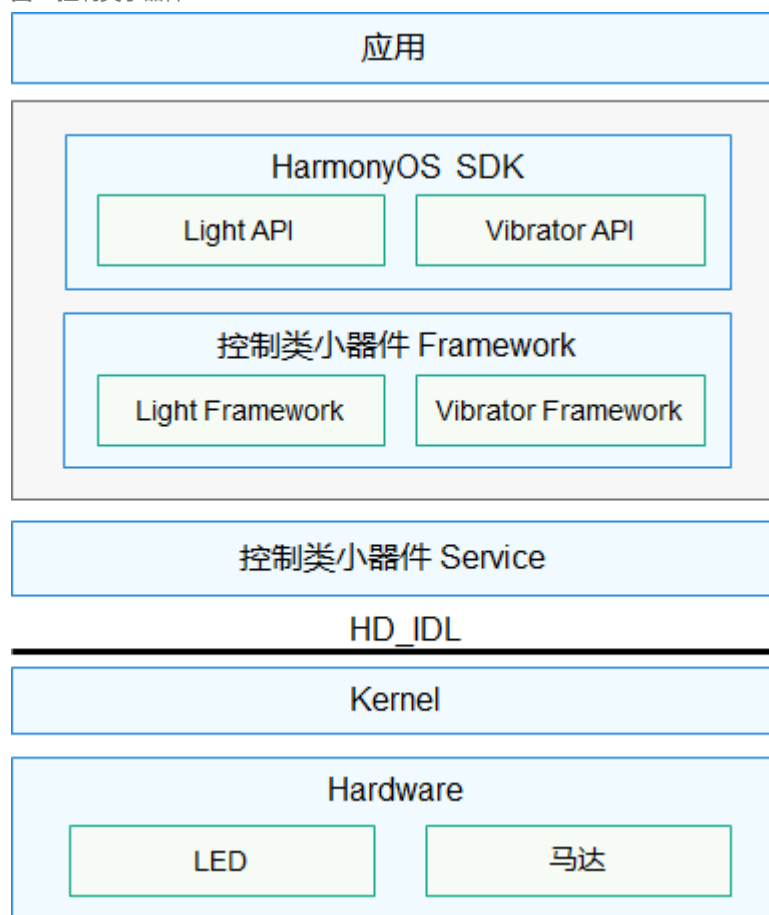 应用
HarmonyOS SDK
Light API
Vibrator API
控制类小器件 Framework
Light Framework
Vibrator Framework
控制类小器件 Service
HD_IDL
Kernel
Hardware
LED
马达